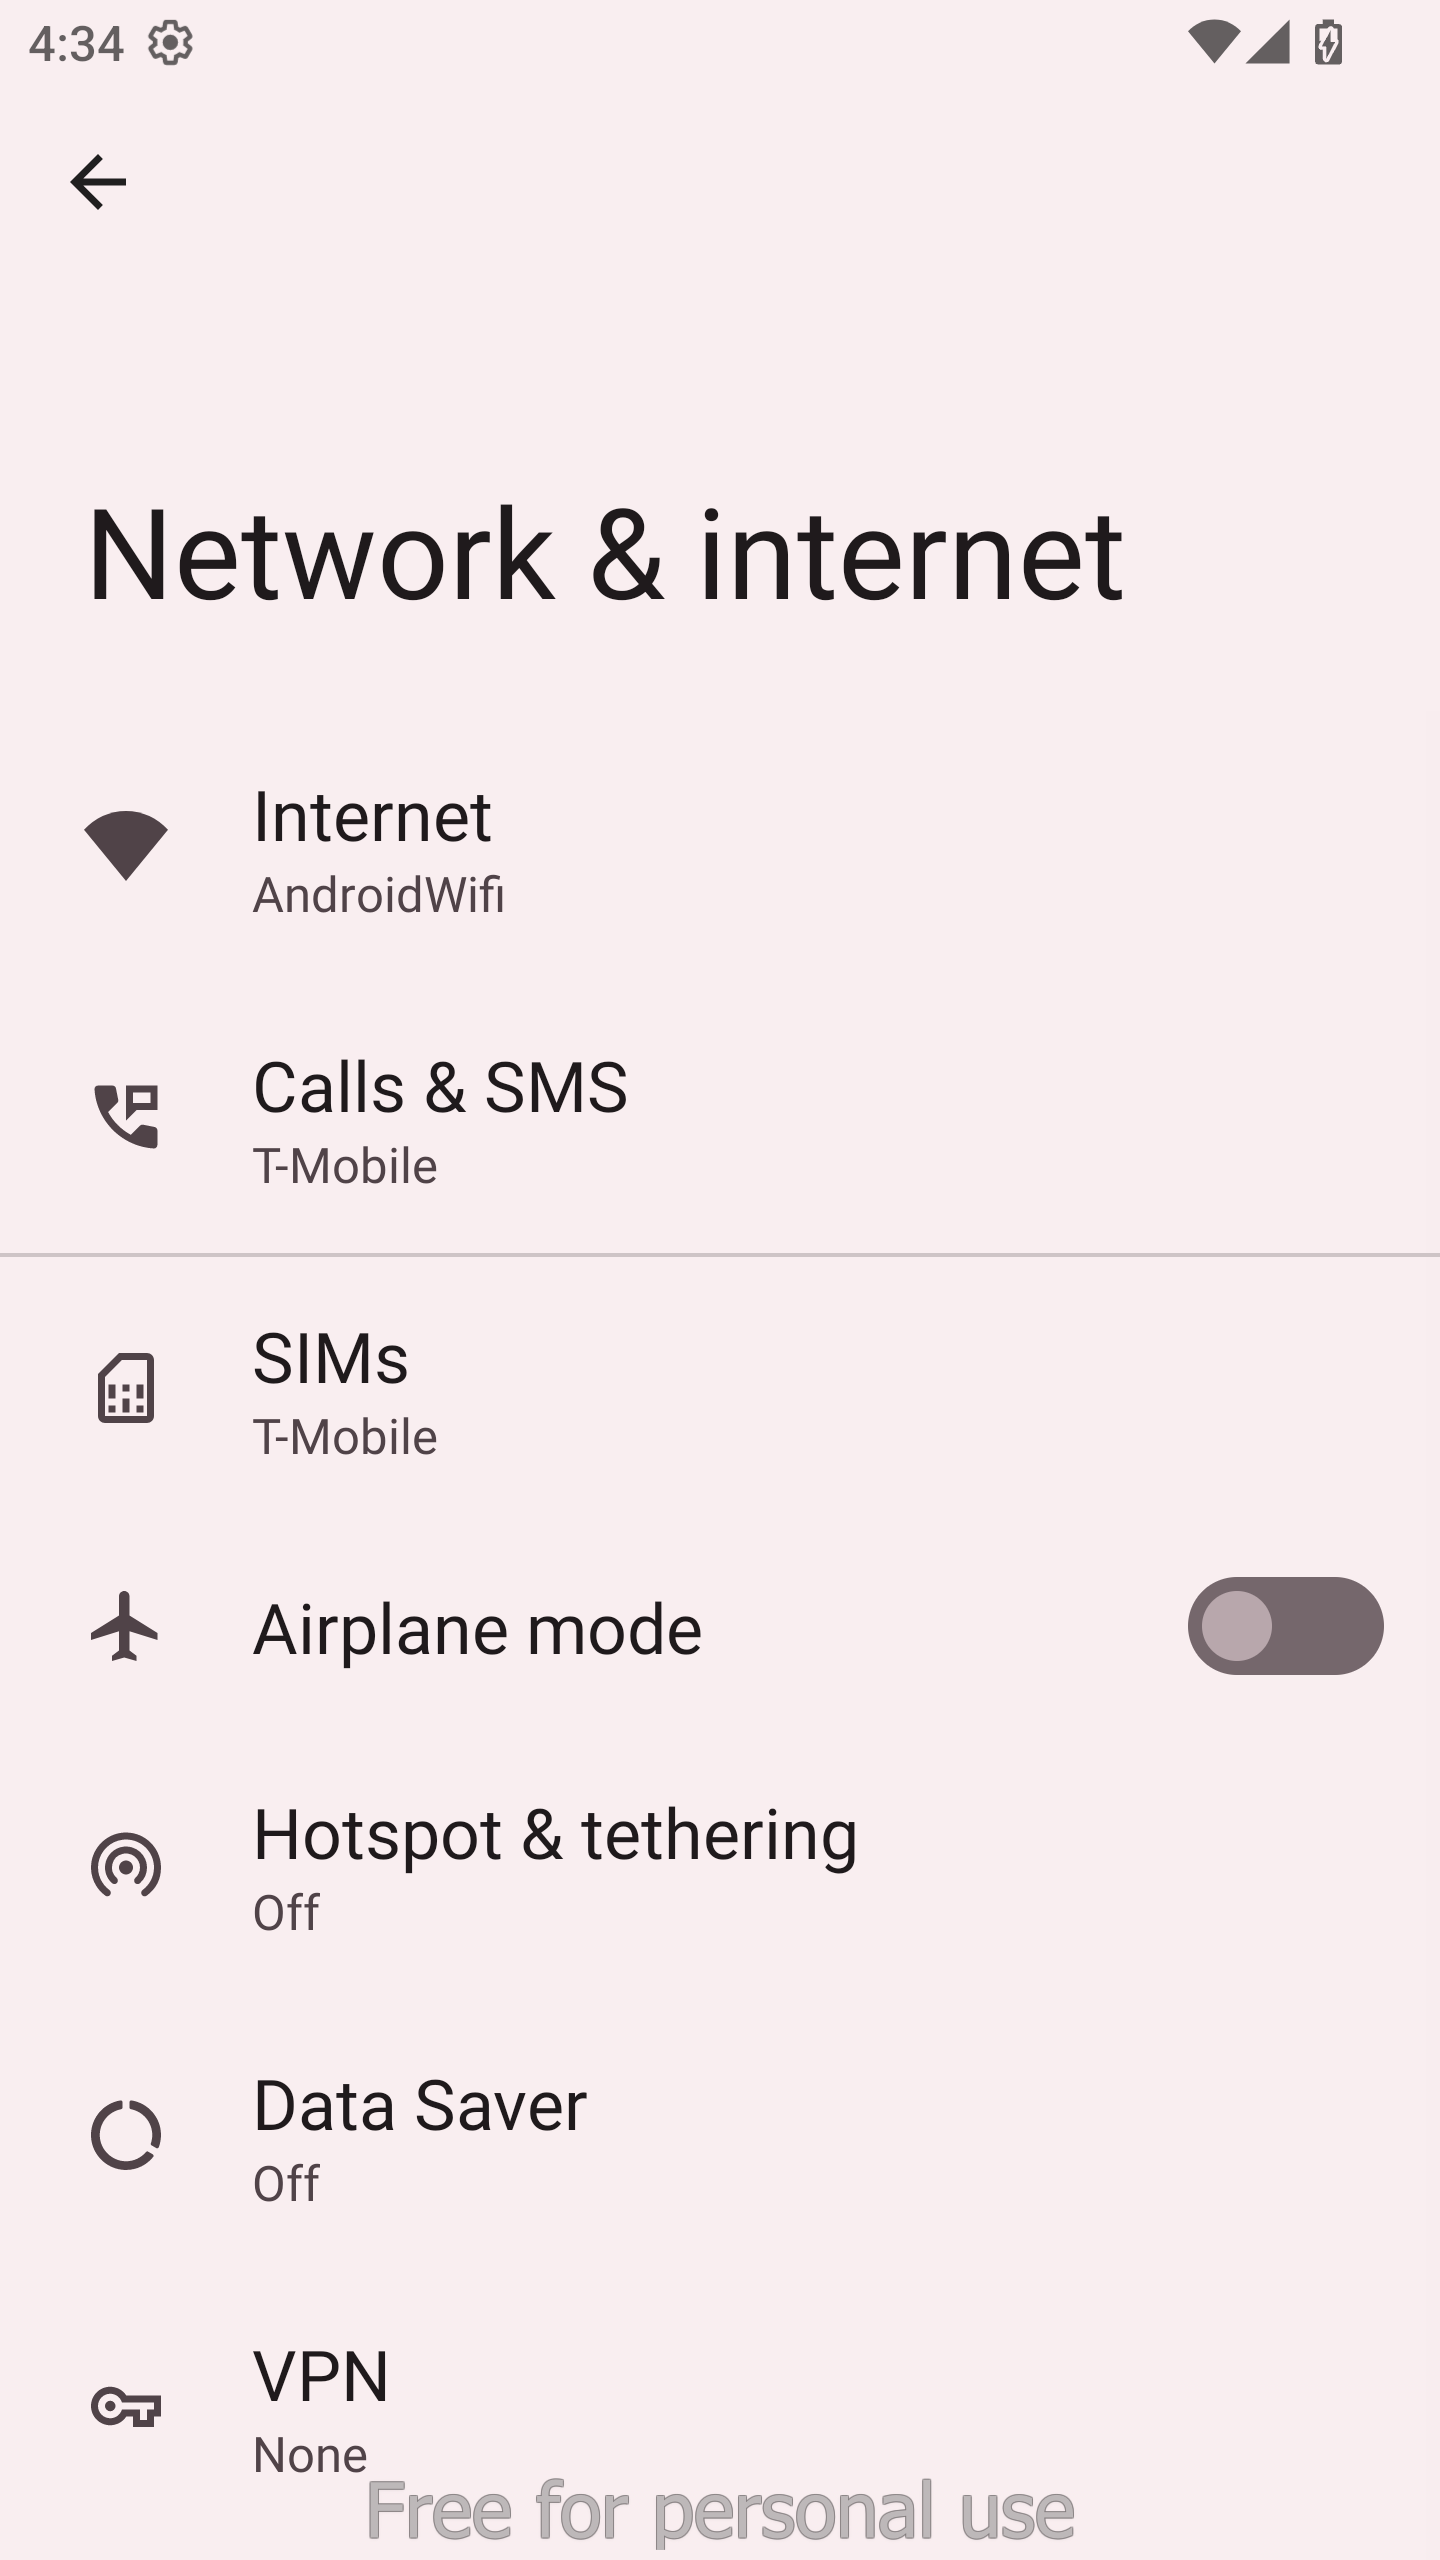 4:34
Network & internet
Internet
AndroidWifi
Calls & SMS
T-Mobile
SIMs
T-Mobile
Airplane mode
Hotspot & tethering
Off
Data Saver
Off
VPN
None
Free for personal use